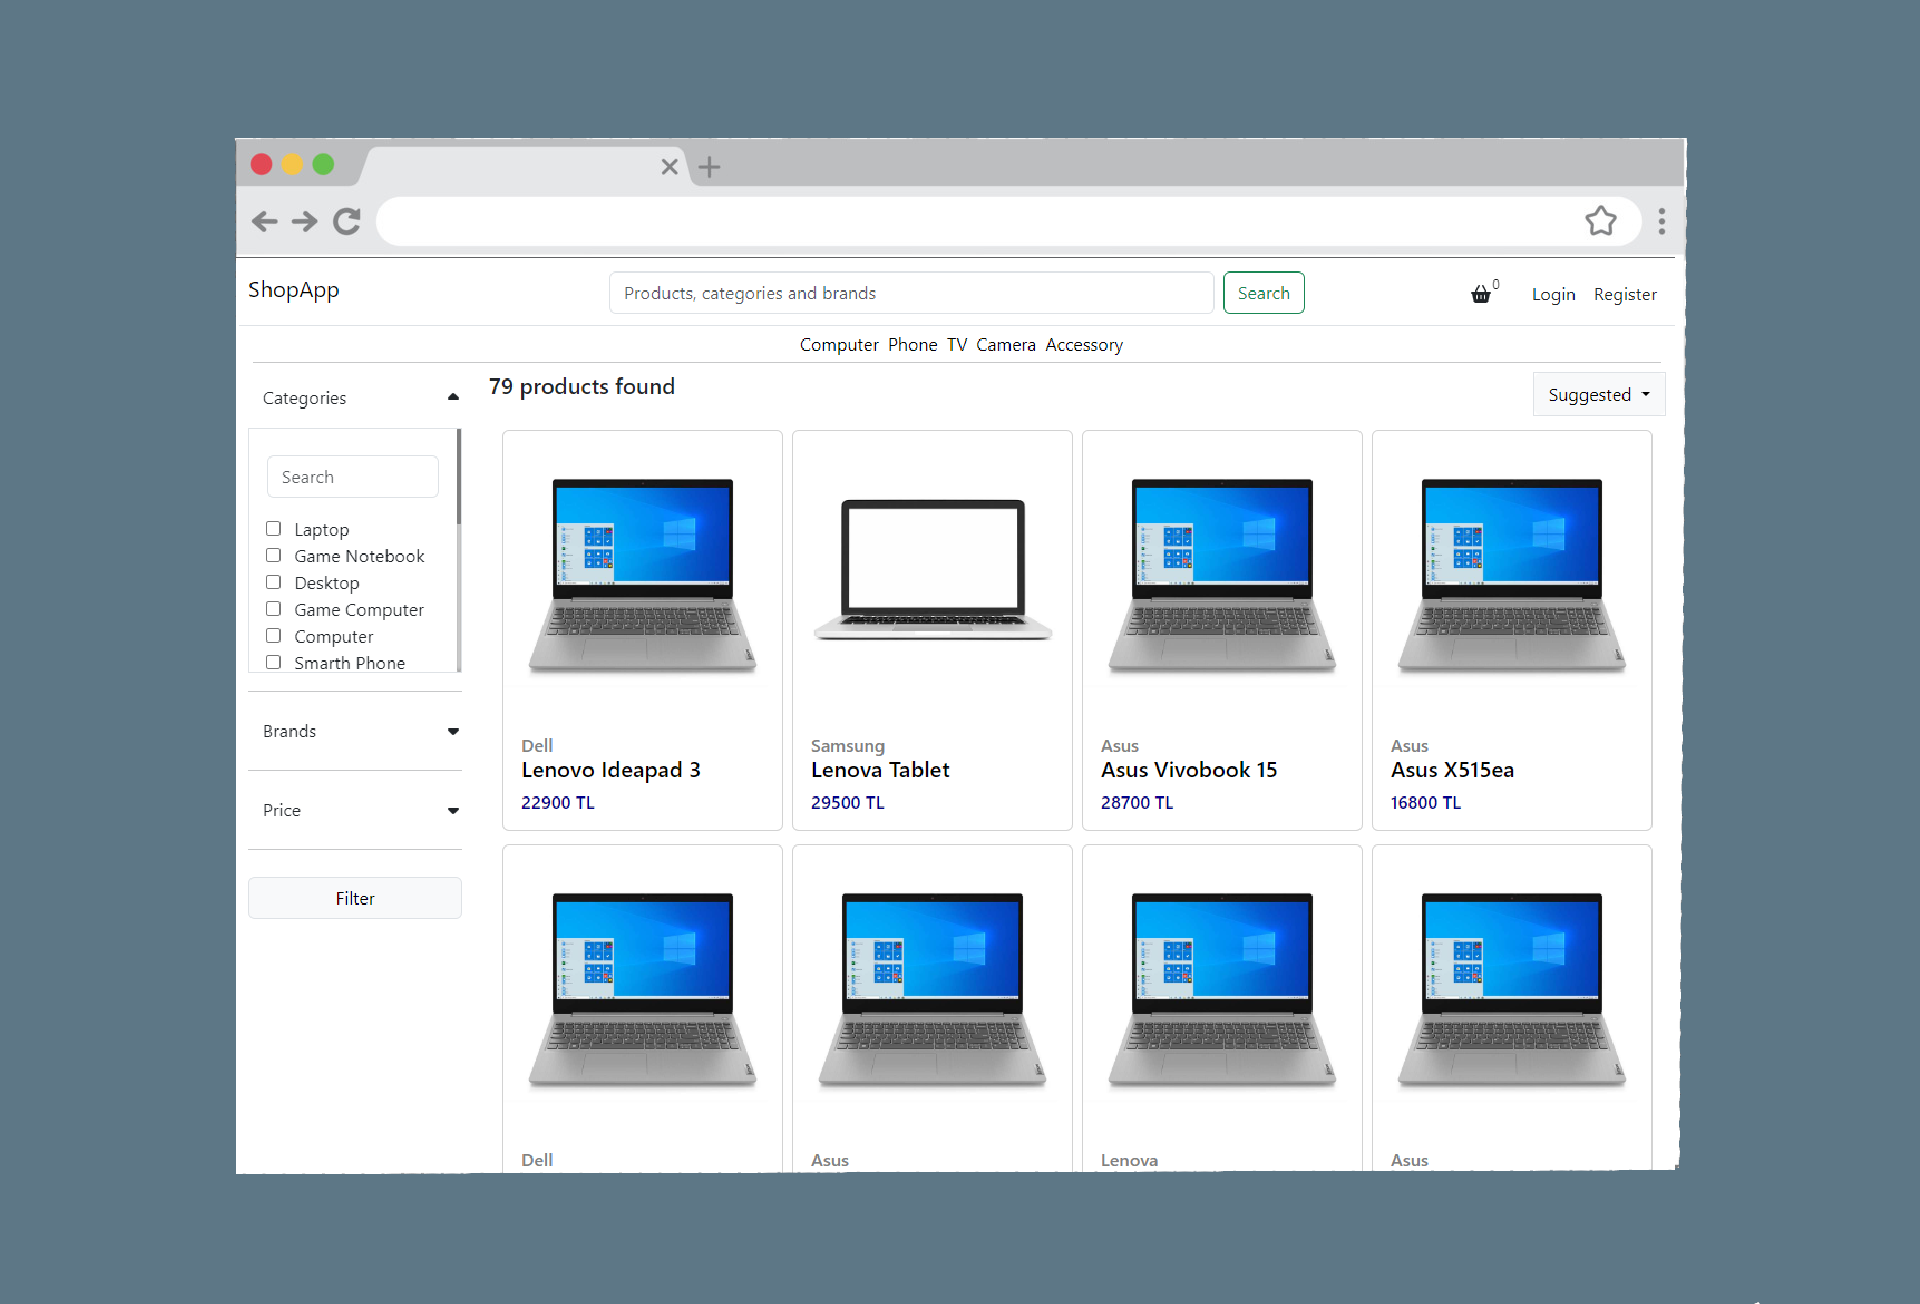 ShopApp
Products, categories and brands
Search
0
Login
Register
Computer Phone TV Camera Accessory
Categories
79 products found
Suggested
Search
Laptop
Game Notebook
Desktop
Game Computer
Computer
Smarth Phone
Brands
Price
Filter
Dell
Lenovo Ideapad 3
22900 TL
Samsung
Lenova Tablet
29500 TL
Asus
Asus Vivobook 15
28700 TL
Asus
Asus X515ea
16800 TL
Dell
Asus
Lenova
Asus